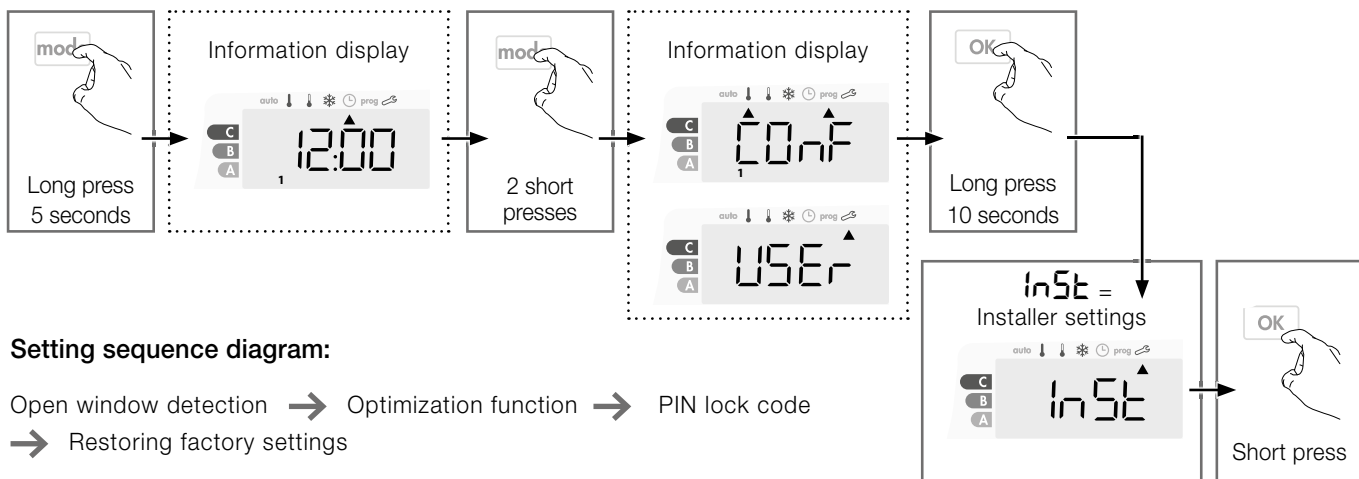 mod
Long press
5 seconds
Information display
auto prog
C
B
A
12:00
1
mod
2 short
presses
Information display
auto prog
C
B
A
COnF
1
auto prog
C
B
A
USEr
OK
Long press
10 seconds
InSt =
Installer settings
auto prog
C
B
A
InSt
OK
Short press
Setting sequence diagram:
Open window detection → Optimization function → PIN lock code
→ Restoring factory settings